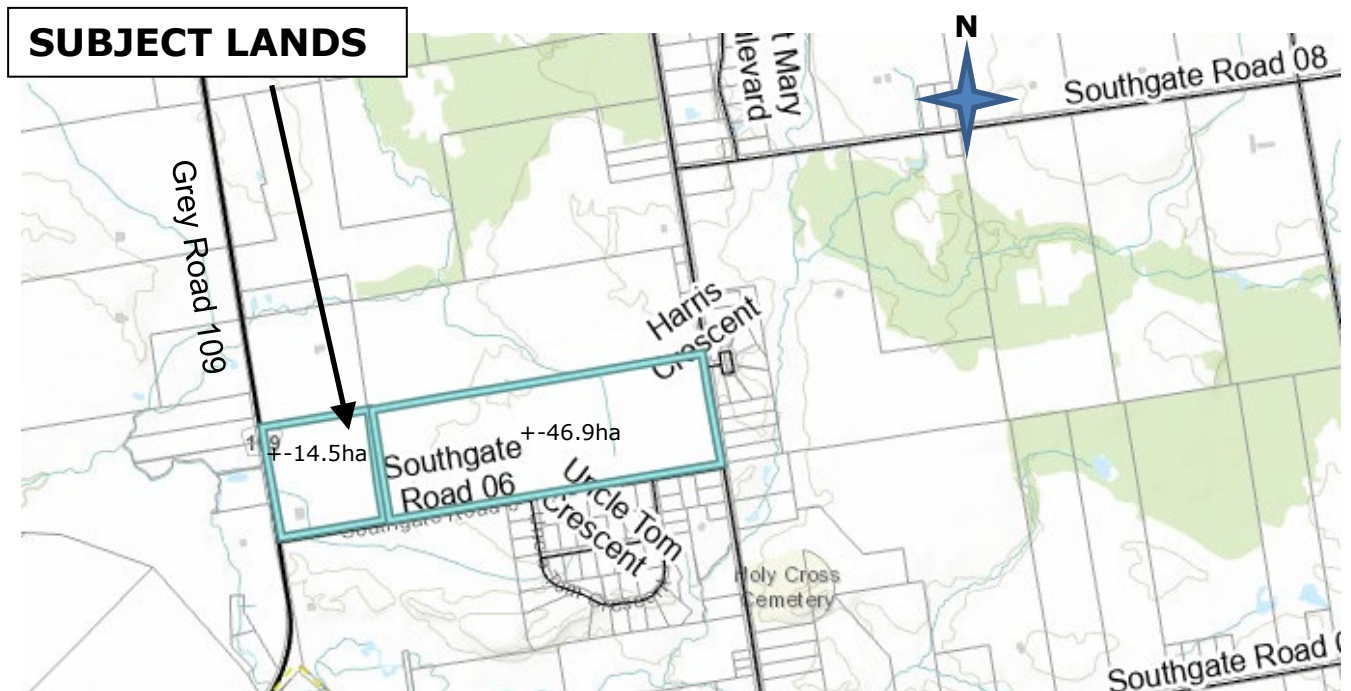 SUBJECT LANDS
N
Southgate Road 08
t Mary
ulevard
Grey Road 109
Harris
Crescent
109
+-14.5ha
+-46.9ha
Southgate
Road 06
Uncle Tom
Crescent
Holy Cross
Cemetery
Southgate Road